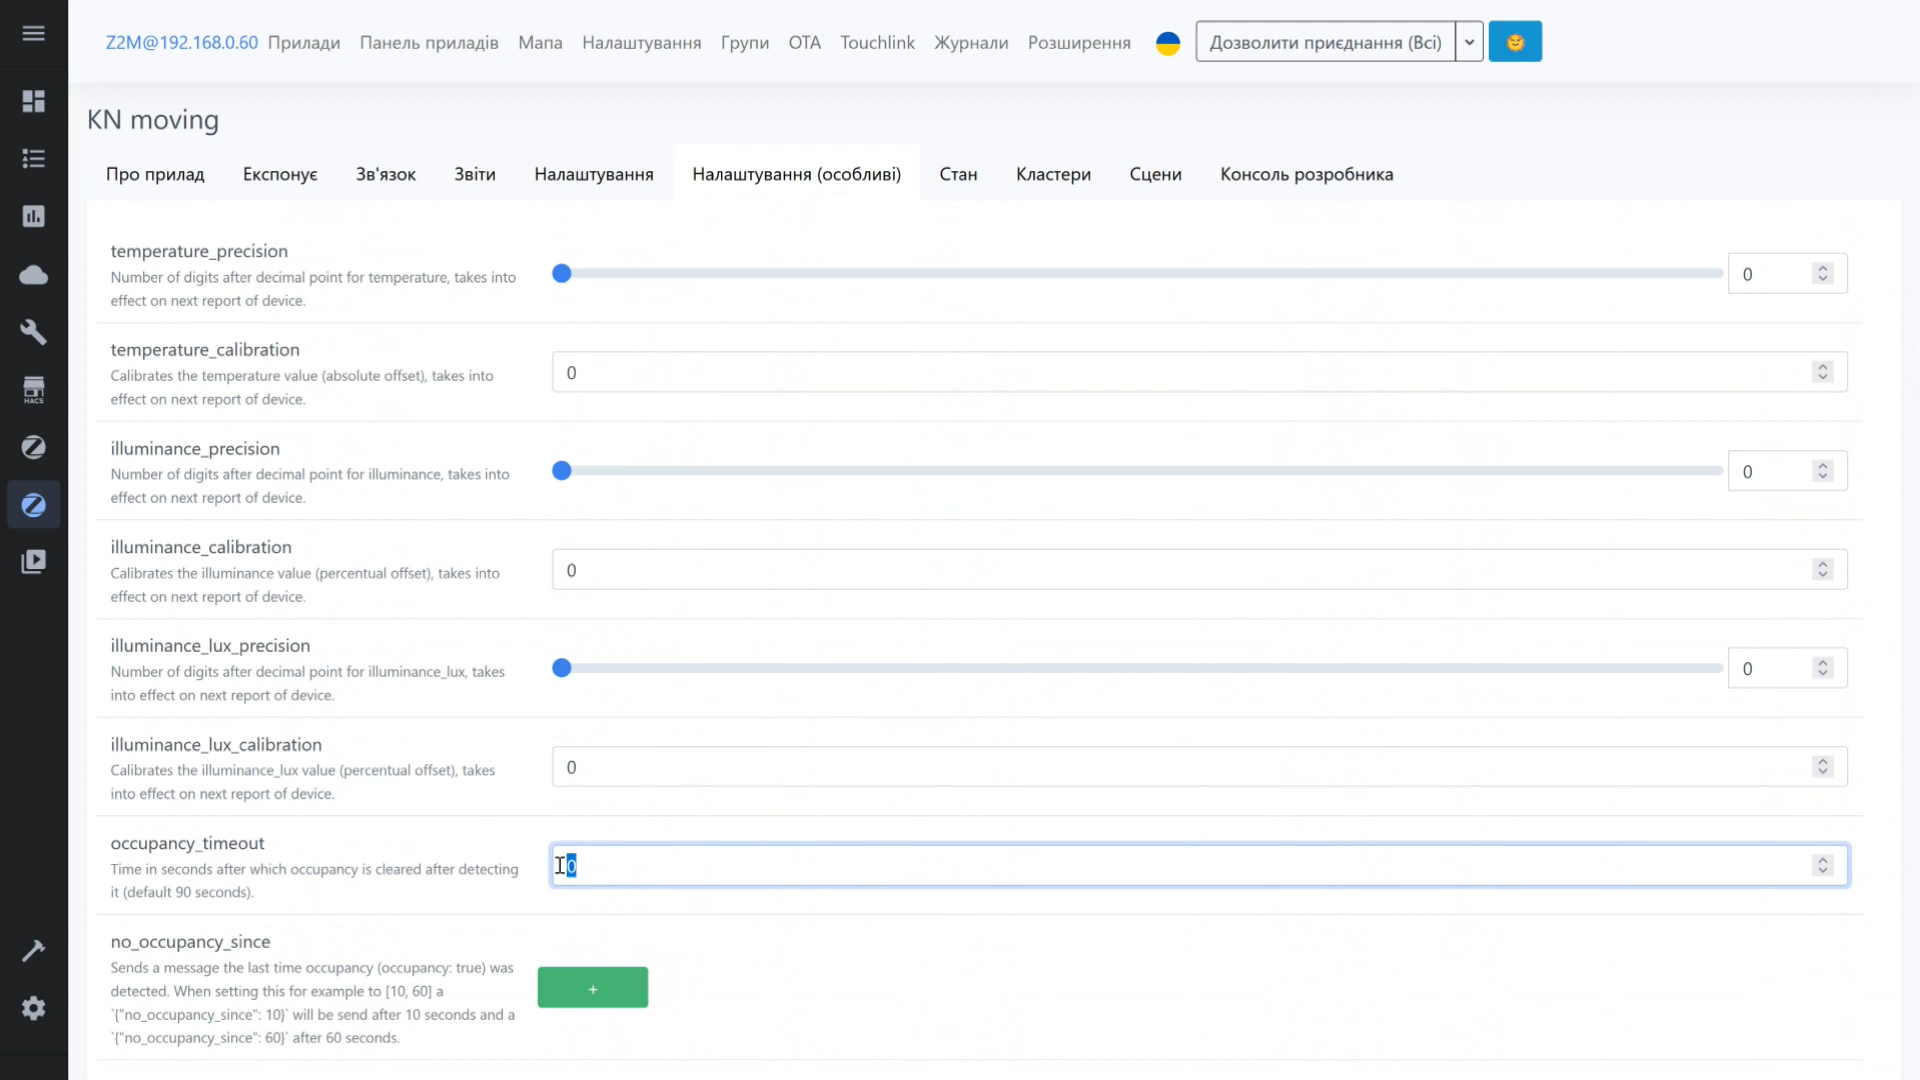 Z2M@192.168.0.60 Прилади Панель приладів Мапа Налаштування Групи OTA Touchlink Журнали Розширення Дозволити приєднання (Всі)
KN moving
Про прилад Експонує Зв'язок Звіти Налаштування Налаштування (особливі) Стан Кластери Сцени Консоль розробника
temperature_precision
Number of digits after decimal point for temperature, takes into
effect on next report of device.
0
temperature_calibration
Calibrates the temperature value (absolute offset), takes into
effect on next report of device.
0
illuminance_precision
Number of digits after decimal point for illuminance, takes into
effect on next report of device.
0
illuminance_calibration
Calibrates the illuminance value (percentual offset), takes into
effect on next report of device.
0
illuminance_lux_precision
Number of digits after decimal point for illuminance_lux, takes
into effect on next report of device.
0
illuminance_lux_calibration
Calibrates the illuminance_lux value (percentual offset), takes
into effect on next report of device.
0
occupancy_timeout
Time in seconds after which occupancy is cleared after detecting
it (default 90 seconds).
0
no_occupancy_since
Sends a message the last time occupancy (occupancy: true) was
detected. When setting this for example to [10, 60] a
`{"no_occupancy_since": 10}` will be send after 10 seconds and a
`{"no_occupancy_since": 60}` after 60 seconds.
+
HACS